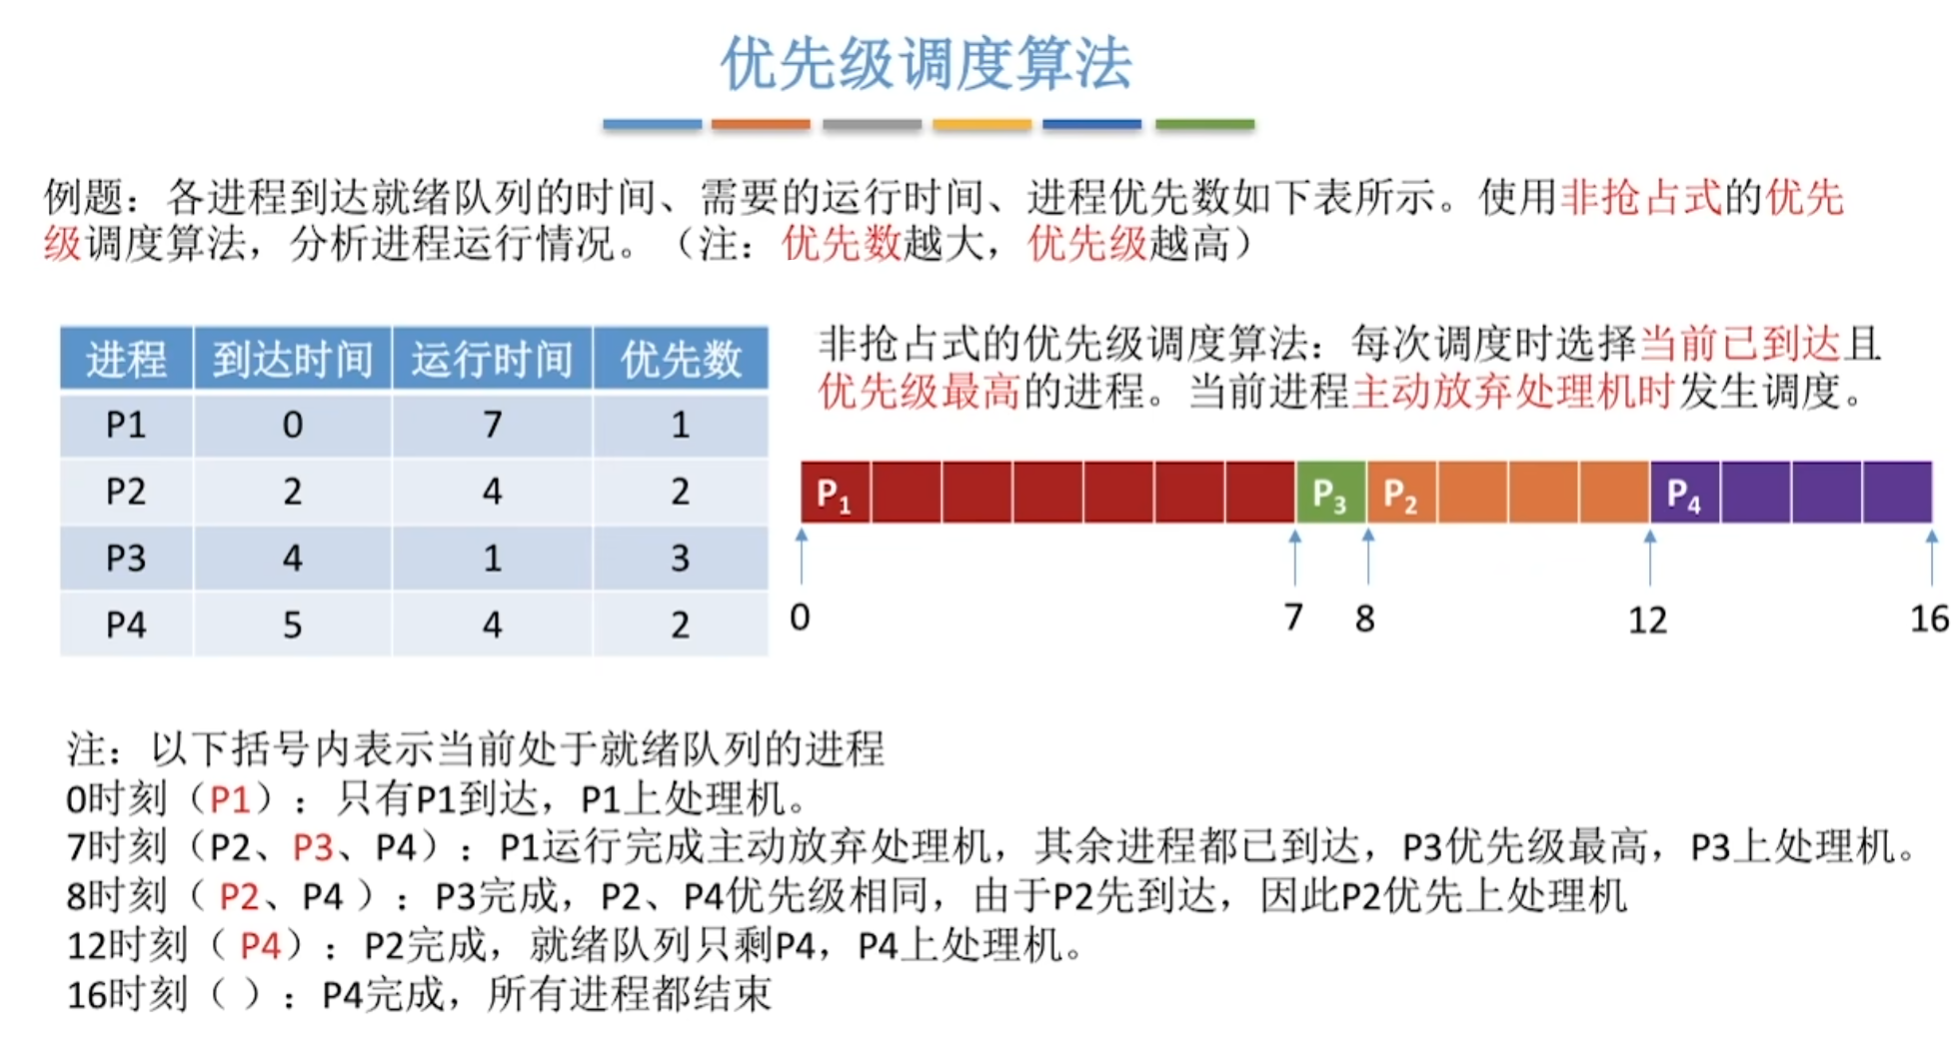 优先级调度算法
例题：各进程到达就绪队列的时间、需要的运行时间、进程优先数如下表所示。使用非抢占式的优先
级调度算法，分析进程运行情况。（注：优先数越大，优先级越高）
进程 到达时间 运行时间 优先数
P1 0 7 1
P2 2 4 2
P3 4 1 3
P4 5 4 2
非抢占式的优先级调度算法：每次调度时选择当前已到达且
优先级最高的进程。当前进程主动放弃处理机时发生调度。
P1 P3 P2 P4
0 7 8 12 16
注：以下括号内表示当前处于就绪队列的进程
0时刻（P1）：只有P1到达，P1上处理机。
7时刻（P2、P3、P4）：P1运行完成主动放弃处理机，其余进程都已到达，P3优先级最高，P3上处理机。
8时刻（P2、P4）：P3完成，P2、P4优先级相同，由于P2先到达，因此P2优先上处理机
12时刻（P4）：P2完成，就绪队列只剩P4，P4上处理机。
16时刻（ ）：P4完成，所有进程都结束